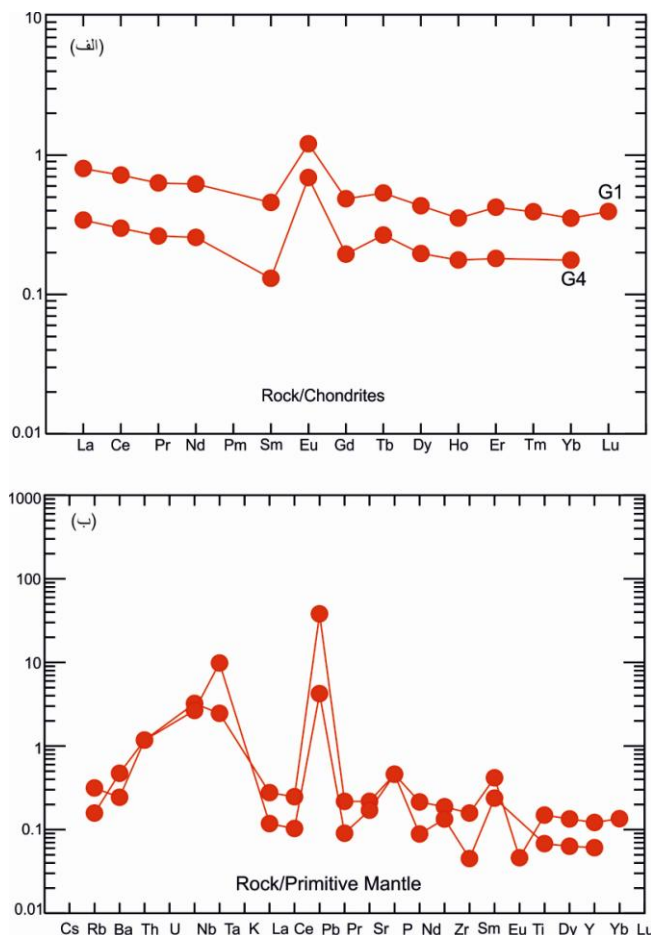 10
(الف)
1
G1
0.1
G4
Rock/Chondrites
0.01
La Ce Pr Nd Pm Sm Eu Gd Tb Dy Ho Er Tm Yb Lu
1000
(ب)
100
10
1
0.1
Rock/Primitive Mantle
0.01
Cs Rb Ba Th U Nb Ta K La Ce Pb Pr Sr P Nd Zr Sm Eu Ti Dy Y Yb Lu